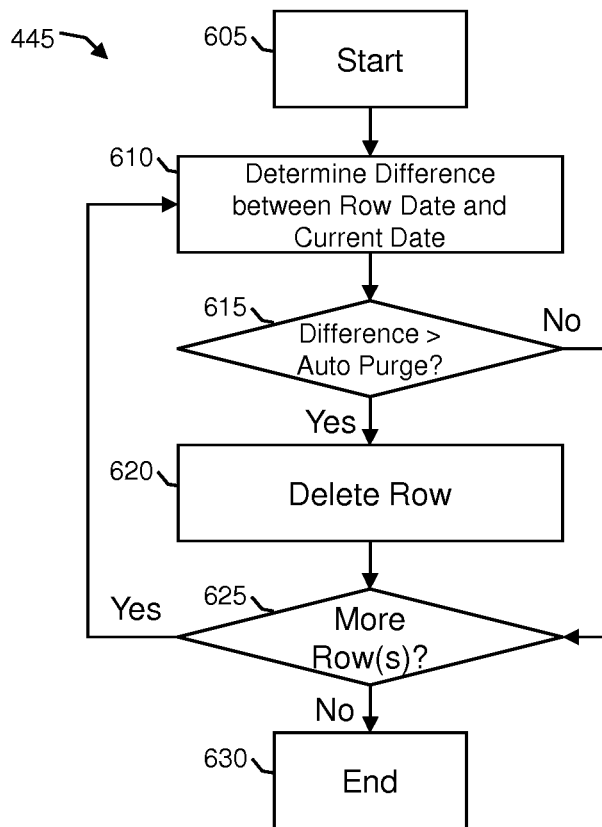 445
605
Start
610
Determine Difference
between Row Date and
Current Date
615
Difference >
Auto Purge?
No
Yes
620
Delete Row
625
More
Row(s)?
Yes
No
630
End